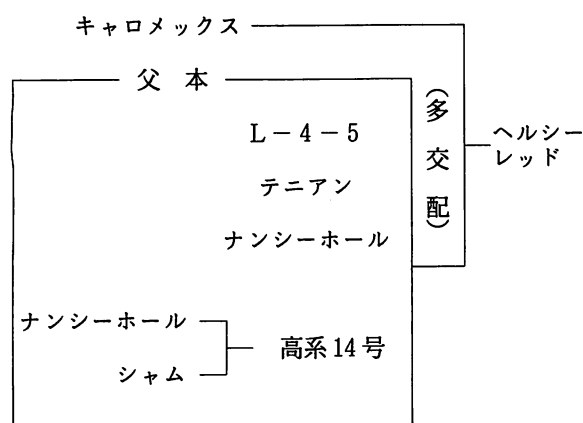 キャロメックス
父本
L-4-5
テニアン
ナンシーホール
(多交配)
ヘルシー
レッド
ナンシーホール
シャム
高系14号